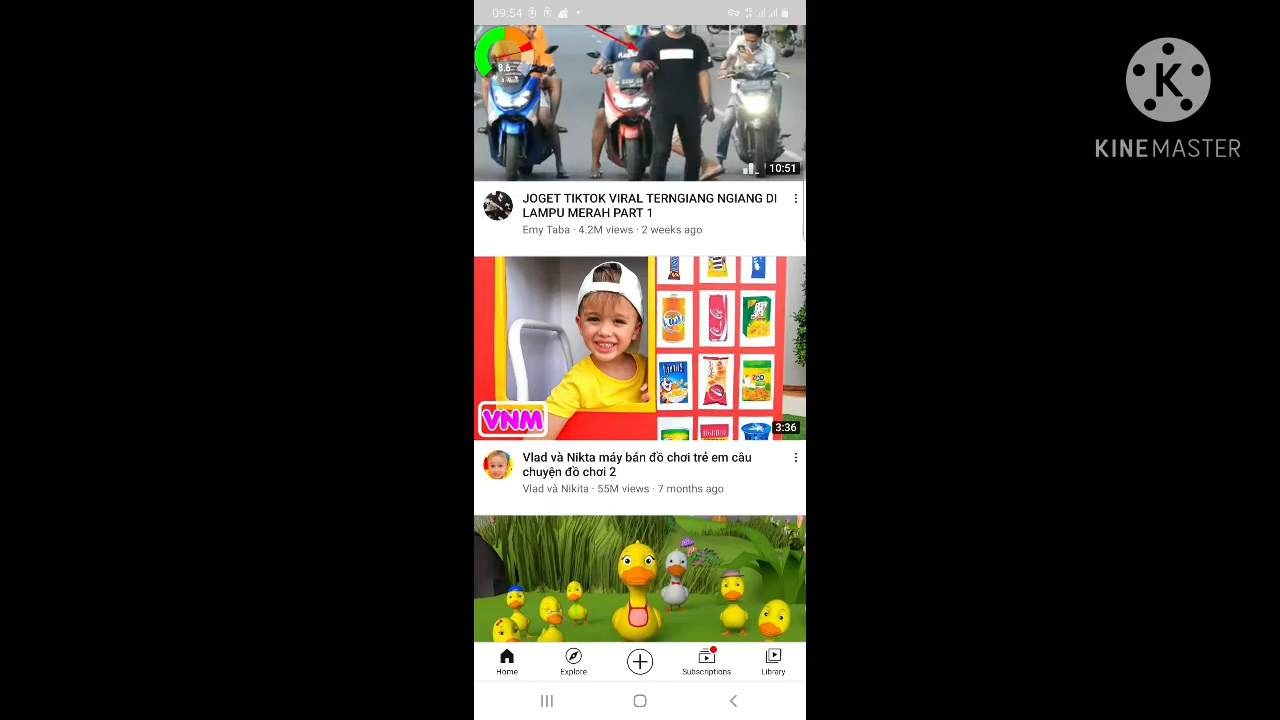 09:54
8.6
10:51
KINEMASTER
JOGET TIKTOK VIRAL TERNGIANG NGIANG DI
LAMPU MERAH PART 1
Emy Taba · 4.2M views · 2 weeks ago
VNM
3:36
Vlad và Nikta máy bán đồ chơi trẻ em câu
chuyện đồ chơi 2
Vlad và Nikita · 55M views · 7 months ago
Home
Explore
Subscriptions
Library